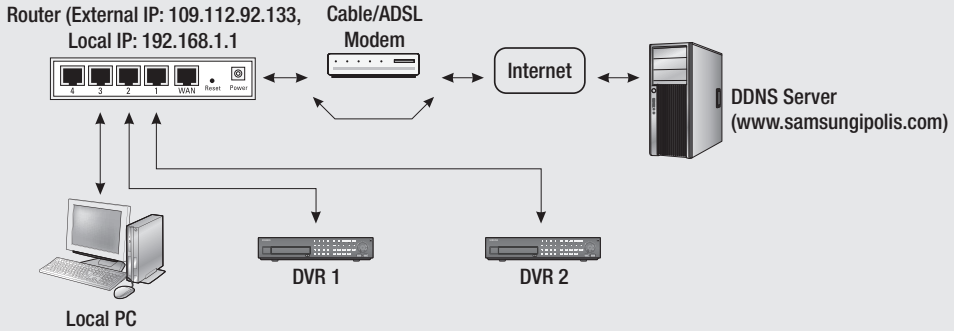 Router (External IP: 109.112.92.133,
Local IP: 192.168.1.1
Cable/ADSL
Modem
4 3 2 1 WAN Reset Power
Internet
DDNS Server
(www.samsungipolis.com)
DVR 1
DVR 2
Local PC